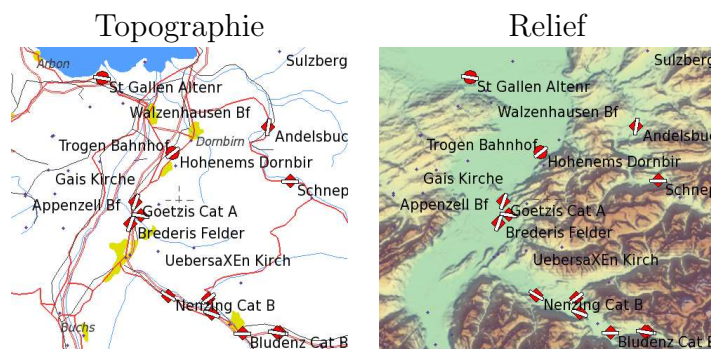 Topographie
Relief
Arbon
Sulzberg
St Gallen Altenr
Walzenhausen Bf
Dornbirn
Andelsbuc
Trogen Bahnhof
Hohenems Dornbir
Gais Kirche
Schnep
Appenzell Bf
Goetzis Cat A
Brederis Felder
UebersaXEn Kirch
Nenzing Cat B
Buchs
Bludenz Cat B
Sulzberg
St Gallen Altenr
Walzenhausen Bf
Andelsbuc
Trogen Bahnhof
Hohenems Dornbir
Gais Kirche
Schnep
Appenzell Bf
Goetzis Cat A
Brederis Felder
UebersaXEn Kirch
Nenzing Cat B
Bludenz Cat B